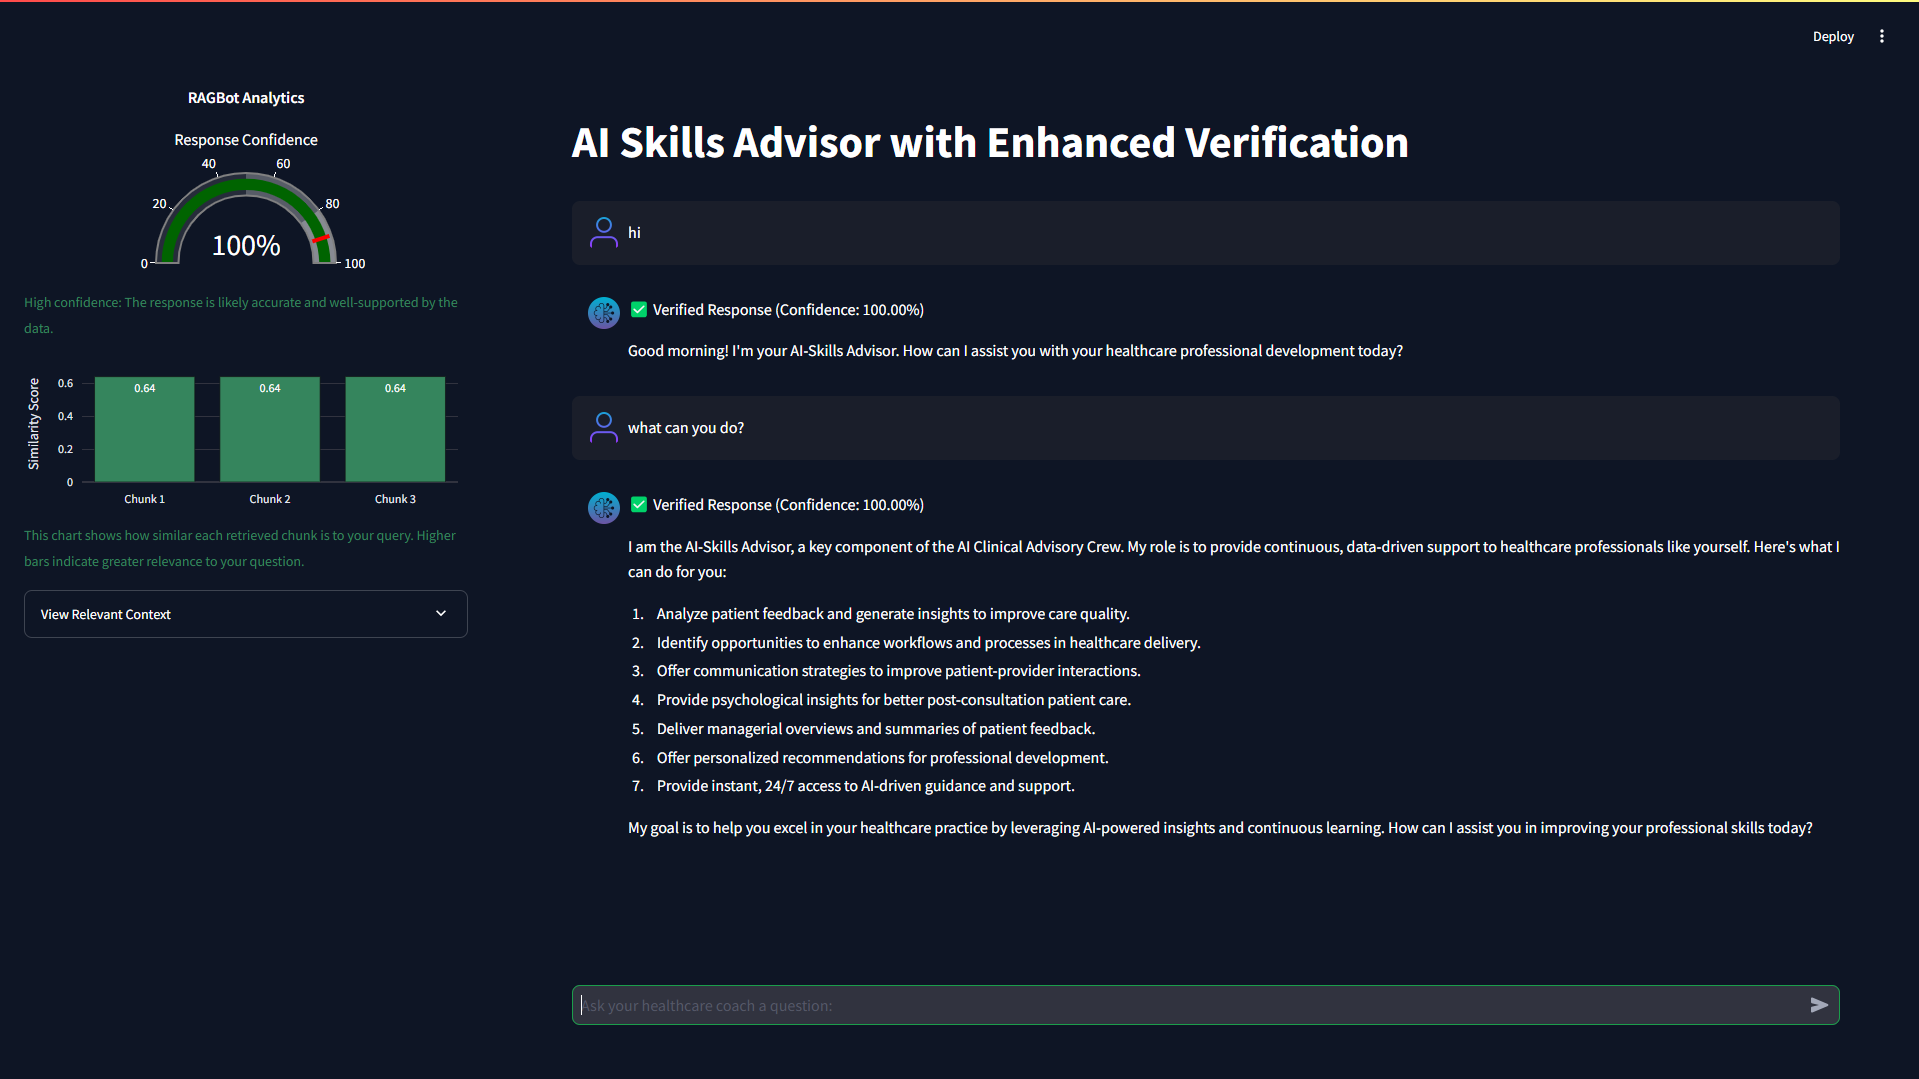 Deploy
RAGBot Analytics
Response Confidence
0
20
40
60
80
100
100%
High confidence: The response is likely accurate and well-supported by the
data.
Similarity Score
0.6
0.4
0.2
0
0.64
0.64
0.64
Chunk 1
Chunk 2
Chunk 3
This chart shows how similar each retrieved chunk is to your query. Higher
bars indicate greater relevance to your question.
View Relevant Context
AI Skills Advisor with Enhanced Verification
hi
Verified Response (Confidence: 100.00%)
Good morning! I'm your AI-Skills Advisor. How can I assist you with your healthcare professional development today?
what can you do?
Verified Response (Confidence: 100.00%)
I am the AI-Skills Advisor, a key component of the AI Clinical Advisory Crew. My role is to provide continuous, data-driven support to healthcare professionals like yourself. Here's what I
can do for you:
1. Analyze patient feedback and generate insights to improve care quality.
2. Identify opportunities to enhance workflows and processes in healthcare delivery.
3. Offer communication strategies to improve patient-provider interactions.
4. Provide psychological insights for better post-consultation patient care.
5. Deliver managerial overviews and summaries of patient feedback.
6. Offer personalized recommendations for professional development.
7. Provide instant, 24/7 access to AI-driven guidance and support.
My goal is to help you excel in your healthcare practice by leveraging AI-powered insights and continuous learning. How can I assist you in improving your professional skills today?
Ask your healthcare coach a question: